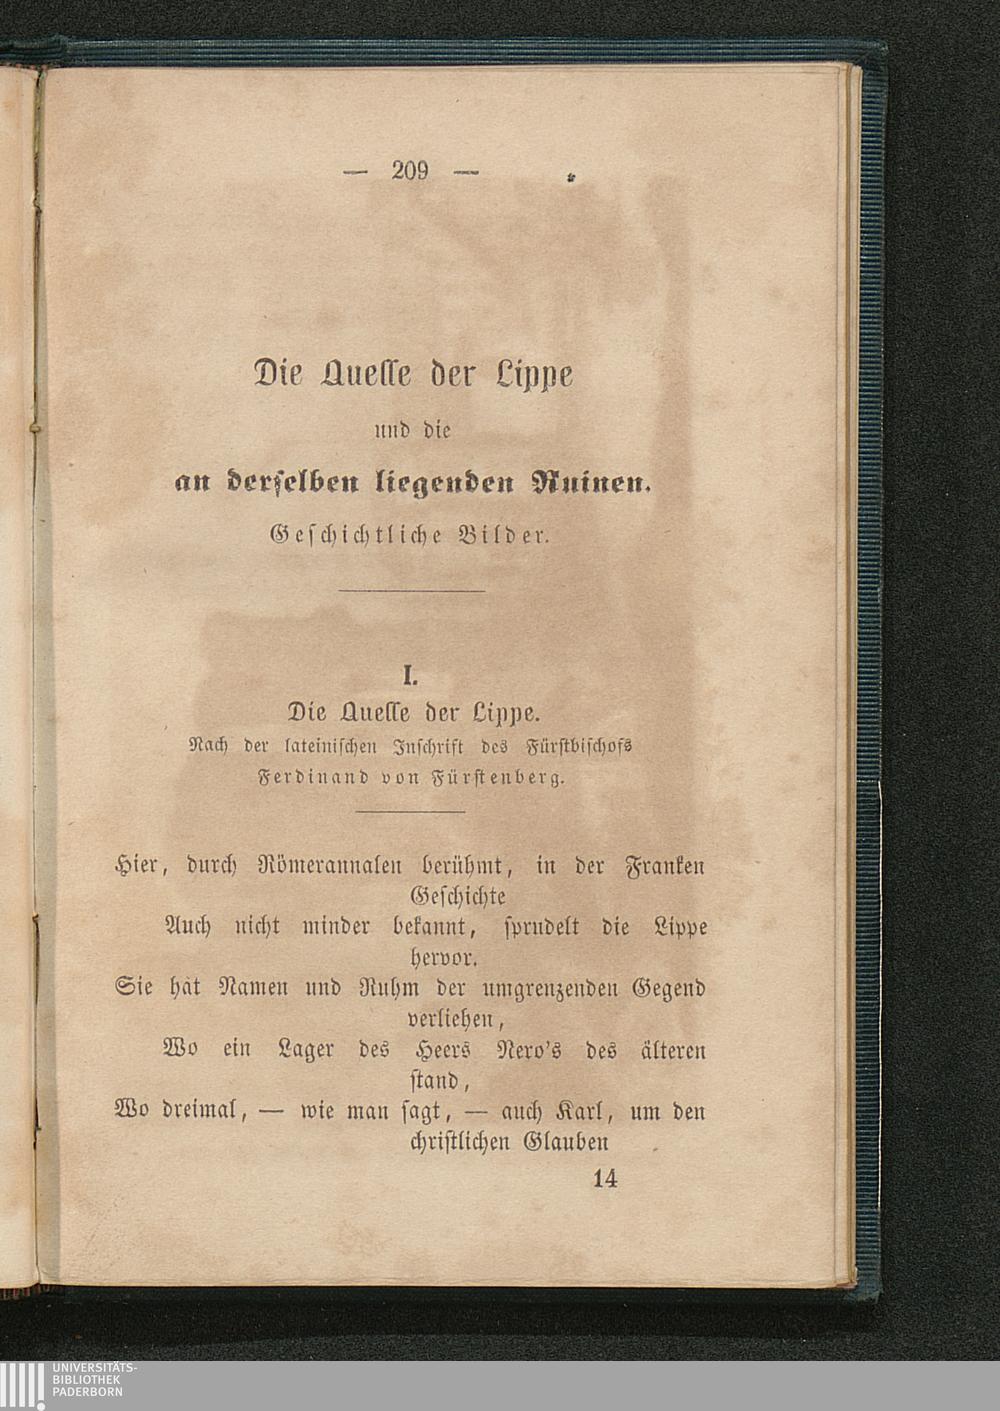 — 209 —
Die Quelle der Lippe
und die
an derselben liegenden Ruinen.
Geschichtliche Bilder.
I.
Die Quelle der Lippe.
Nach der lateinischen Inschrift des Fürstbischofs
Ferdinand von Fürstenberg.
Hier, durch Römerannalen berühmt, in der Franken
Geschichte
Auch nicht minder bekannt, sprudelt die Lippe
hervor.
Sie hat Namen und Ruhm der umgrenzenden Gegend
verliehen,
Wo ein Lager des Heers Nero's des älteren
stand,
Wo dreimal, — wie man sagt, — auch Karl, um den
christlichen Glauben
14
UNIVERSITÄTS-
BIBLIOTHEK
PADERBORN